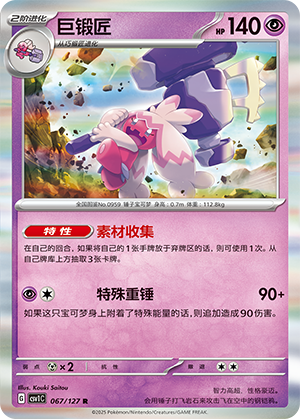 2阶进化
巨锻匠
HP 140
从巧锻匠进化
全国图鉴 No.0959 锤子宝可梦 身高：0.7m 体重：112.8kg
特性 素材收集
在自己的回合，如果将自己的1张手牌放于弃牌区的话，则可使用1次。从
自己牌库上方抽取3张卡牌。
特殊重锤 90+
如果这只宝可梦身上附着了特殊能量的话，则追加造成90伤害。
弱点 ×2 抗性 撤退
Illus. Kouki Saitou
G CSV1C 067/127 R
智力高超，性格豪迈。
会用锤子打飞岩石来攻击在空中飞的钢铠鸦。
©2025 Pokémon/Nintendo/Creatures/GAME FREAK.